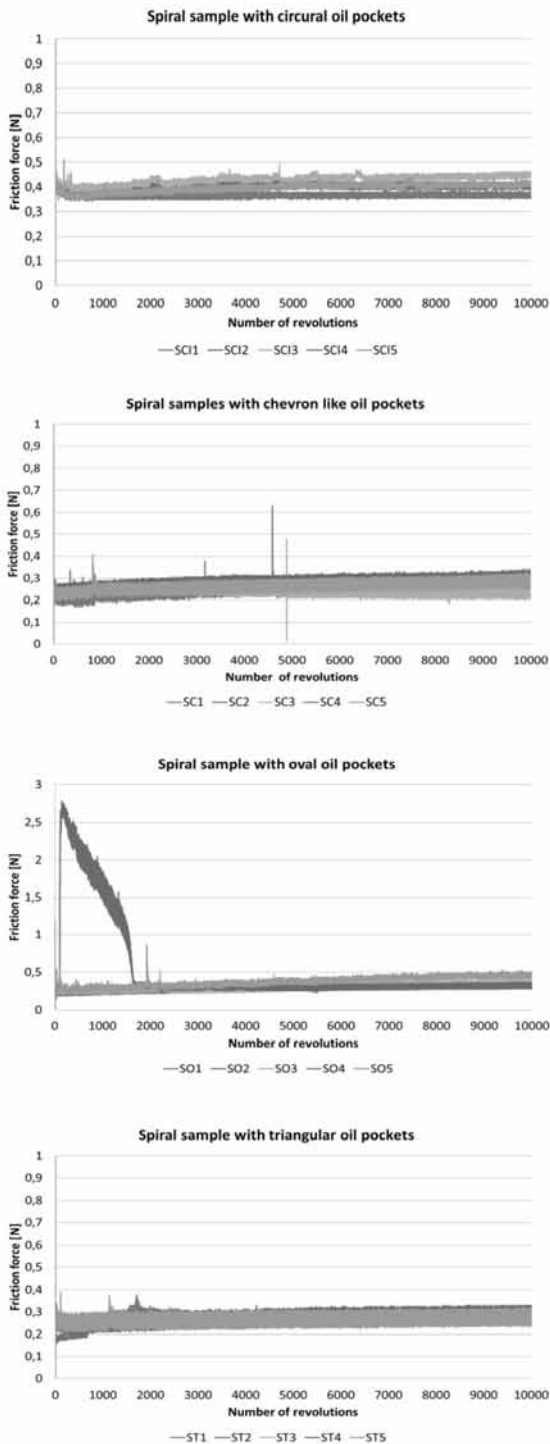 Spiral sample with circural oil pockets
Friction force [N]
1
0,9
0,8
0,7
0,6
0,5
0,4
0,3
0,2
0,1
0
0 1000 2000 3000 4000 5000 6000 7000 8000 9000 10000
Number of revolutions
SCI1 SCI2 SCI3 SCI4 SCI5
Spiral samples with chevron like oil pockets
Friction force [N]
1
0,9
0,8
0,7
0,6
0,5
0,4
0,3
0,2
0,1
0
0 1000 2000 3000 4000 5000 6000 7000 8000 9000 10000
Number of revolutions
SC1 SC2 SC3 SC4 SC5
Spiral sample with oval oil pockets
Friction force [N]
3
2,5
2
1,5
1
0,5
0
0 1000 2000 3000 4000 5000 6000 7000 8000 9000 10000
Number of revolutions
SO1 SO2 SO3 SO4 SO5
Spiral sample with triangular oil pockets
Friction force [N]
1
0,9
0,8
0,7
0,6
0,5
0,4
0,3
0,2
0,1
0
0 1000 2000 3000 4000 5000 6000 7000 8000 9000 10000
Number of revolutions
ST1 ST2 ST3 ST4 ST5